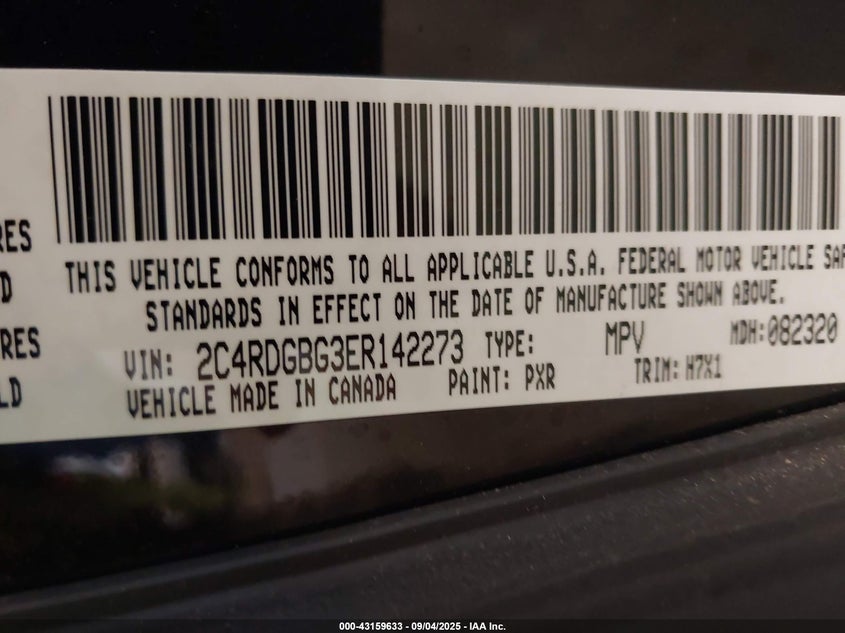 RES
D
RES
LD
THIS VEHICLE CONFORMS TO ALL APPLICABLE U.S.A. FEDERAL MOTOR VEHICLE SAF
STANDARDS IN EFFECT ON THE DATE OF MANUFACTURE SHOWN ABOVE.
VIN: 2C4RDGBG3ER142273 TYPE: MPV MDH:082320
VEHICLE MADE IN CANADA PAINT: PXR TRIM: H7X1
000-43159633 - 09/04/2025 - IAA Inc.